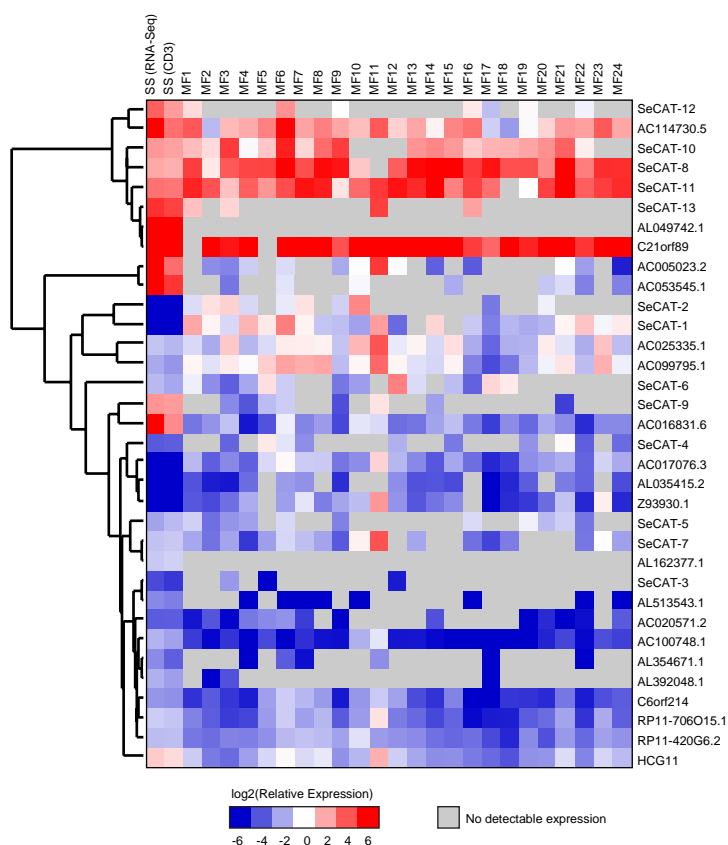 SS (RNA-Seq)
SS (CD3)
MF1
MF2
MF3
MF4
MF5
MF6
MF7
MF8
MF9
MF10
MF11
MF12
MF13
MF14
MF15
MF16
MF17
MF18
MF19
MF20
MF21
MF22
MF23
MF24
SeCAT-12
AC114730.5
SeCAT-10
SeCAT-8
SeCAT-11
SeCAT-13
AL049742.1
C21orf89
AC005023.2
AC053545.1
SeCAT-2
SeCAT-1
AC025335.1
AC099795.1
SeCAT-6
SeCAT-9
AC016831.6
SeCAT-4
AC017076.3
AL035415.2
Z93930.1
SeCAT-5
SeCAT-7
AL162377.1
SeCAT-3
AL513543.1
AC020571.2
AC100748.1
AL354671.1
AL392048.1
C6orf214
RP11-706O15.1
RP11-420G6.2
HCG11
log2(Relative Expression)
-6 -4 -2 0 2 4 6
No detectable expression